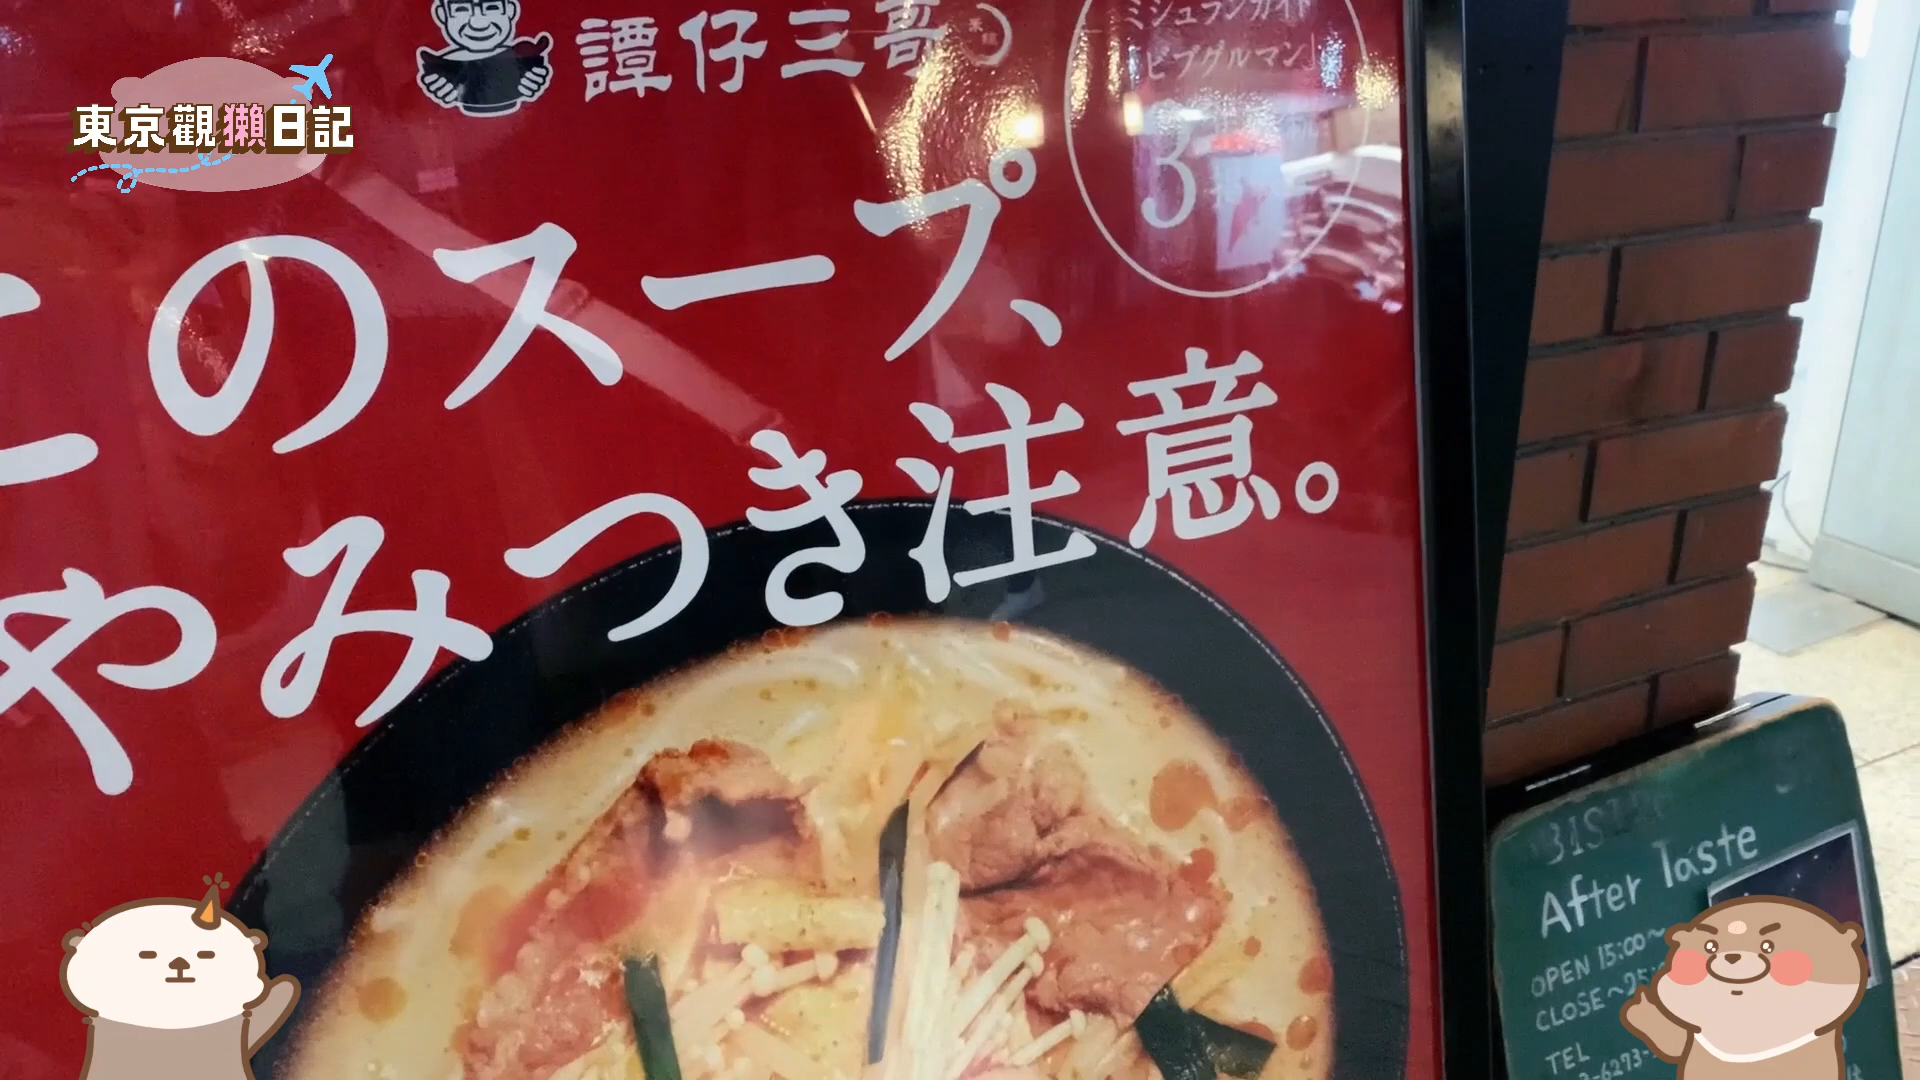 東京觀獺日記
譚仔三哥
ミシュランガイド
「ビブグルマン」
3
このスープ、
やみつき注意。
After Taste
OPEN 15:00~
CLOSE~25:
TEL